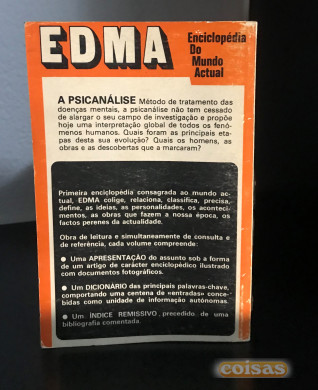 EDMA
Enciclopédia
Do
Mundo
Actual
A PSICANÁLISE Método de tratamento das
doenças mentais, a psicanálise não tem cessado
de alargar o seu campo de investigação e propõe
hoje uma interpretação global de todos os fenó-
menos humanos. Quais foram as principais eta-
pas desta sua evolução? Quais os homens, as
obras e as descobertas que a marcaram?
Primeira enciclopédia consagrada ao mundo ac-
tual, EDMA colige, relaciona, classifica, precisa,
define, as ideias, as personalidades, os aconteci-
mentos, as obras que fazem a nossa época, os
factos perenes da actualidade.
Obra de leitura e simultaneamente de consulta e
de referência, cada volume compreende:
● Uma APRESENTAÇÃO do assunto sob a forma
de um artigo de carácter enciclopédico ilustrado
com documentos fotográficos.
● Um DICIONÁRIO das principais palavras-chave,
comportando uma centena de «entradas» conce-
bidas como unidade de informação autónomas.
● Um ÍNDICE REMISSIVO precedido de uma
bibliografia comentada.
coisas